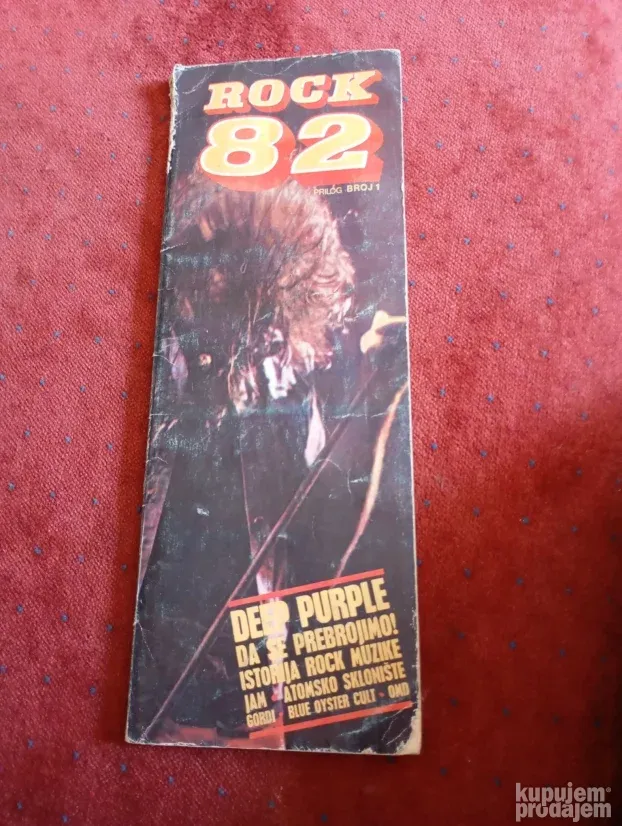 ROCK
82
PRILOG BROJ 1
DEEP PURPLE
DA SE PREBROJIMO!
ISTORIJA ROCK MUZIKE
JAM - ATOMSKO SKLONIŠTE
GORDI - BLUE OYSTER CULT - OMD
kupujem
prodajem